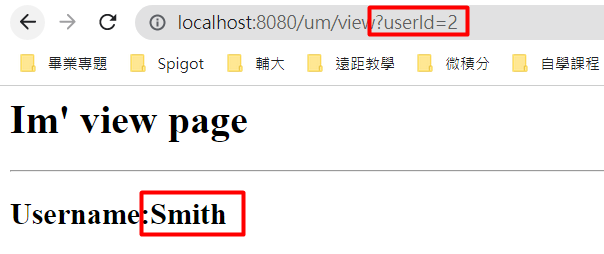 localhost:8080/um/view?userId=2
畢業專題 Spigot 輔大 遠距教學 微積分 自學課程
Im' view page
Username:Smith